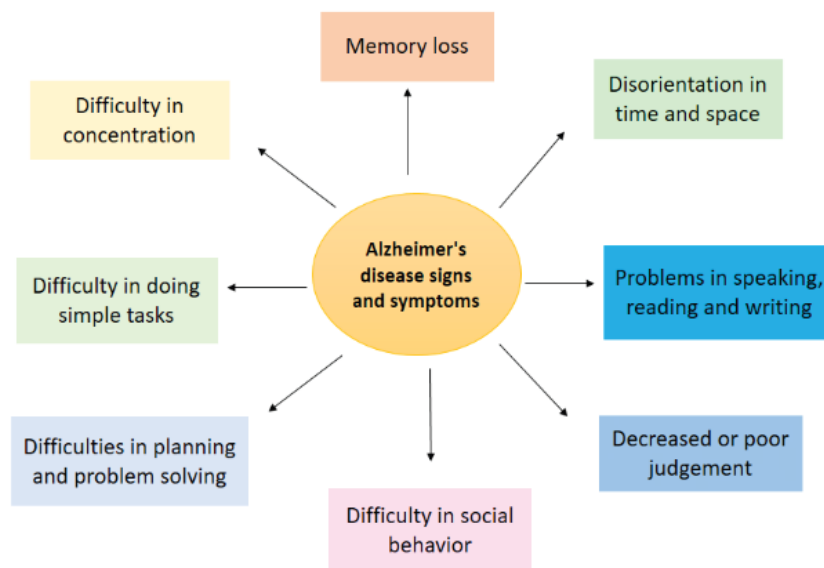 Memory loss
Disorientation in
time and space
Difficulty in
concentration
Alzheimer's
disease signs
and symptoms
Problems in speaking,
reading and writing
Difficulty in doing
simple tasks
Decreased or poor
judgement
Difficulties in planning
and problem solving
Difficulty in social
behavior